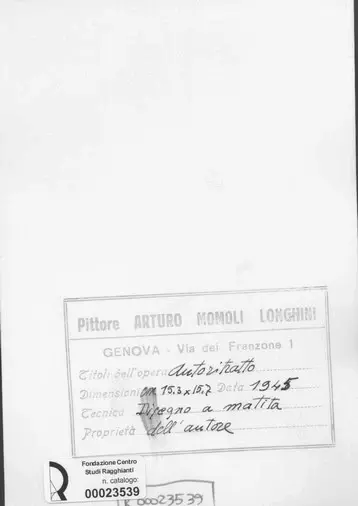 Pittore ARTURO MOMOLI LONGHINI
GENOVA - Via dei Franzone 1
Titoli dell'opera Autoritratto
Dimensioni cm 15.3 x 15.7 Data 1945
Tecnica Disegno a matita
Proprietà dell'autore
Fondazione Centro
Studi Ragghianti
n. catalogo:
00023539
R 00023539